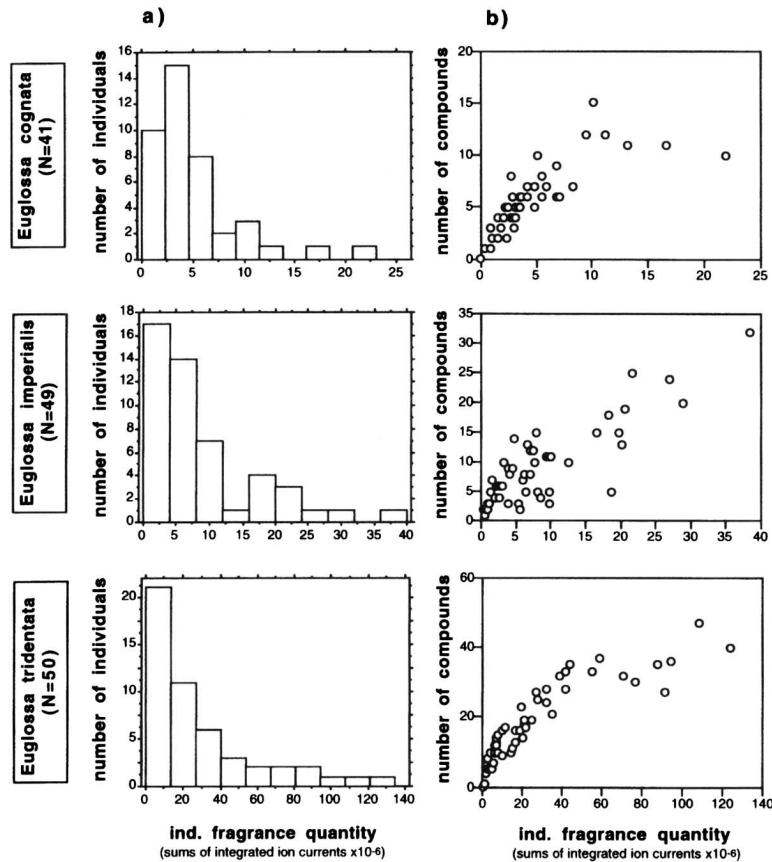 a)
b)
Euglossa cognata
(N=41)
number of individuals
16
14
12
10
8
6
4
2
0
0 5 10 15 20 25
number of compounds
20
15
10
5
0
0 5 10 15 20 25
Euglossa imperialis
(N=49)
number of individuals
18
16
14
12
10
8
6
4
2
0
0 5 10 15 20 25 30 35 40
number of compounds
35
30
25
20
15
10
5
0
0 10 20 30 40
Euglossa tridentata
(N=50)
number of individuals
20
15
10
5
0
0 20 40 60 80 100 120 140
number of compounds
60
40
20
0
0 20 40 60 80 100 120 140
ind. fragrance quantity
(sums of integrated ion currents x10-6)
ind. fragrance quantity
(sums of integrated ion currents x10-6)